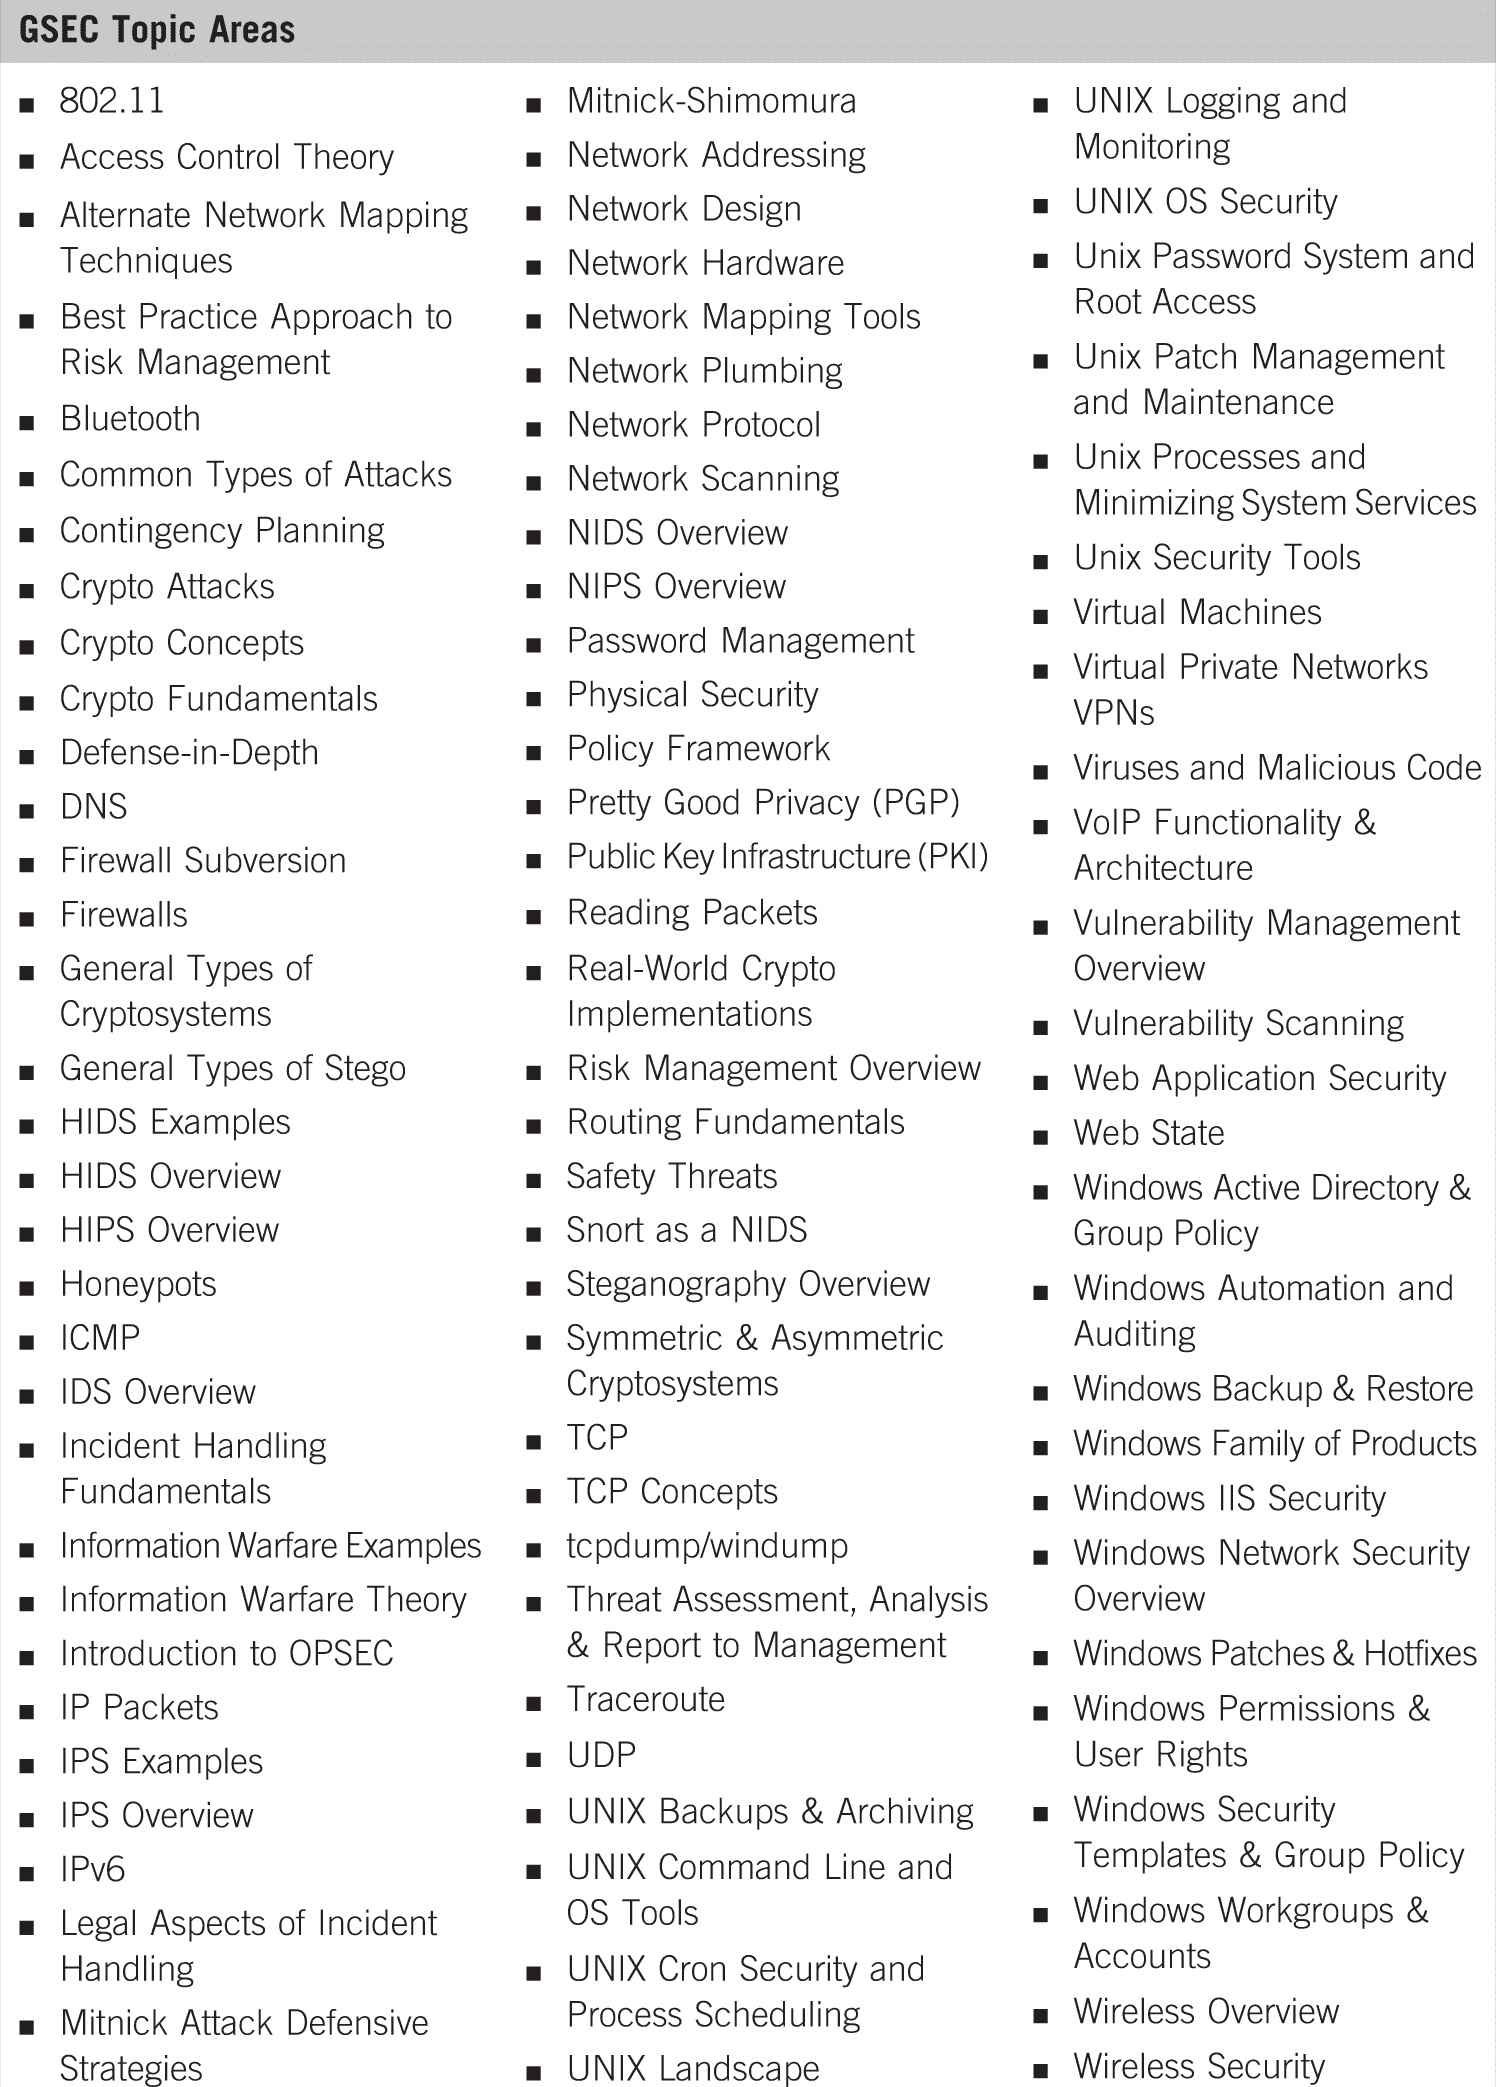 GSEC Topic Areas
■ 802.11
■ Access Control Theory
■ Alternate Network Mapping
Techniques
■ Best Practice Approach to
Risk Management
■ Bluetooth
■ Common Types of Attacks
■ Contingency Planning
■ Crypto Attacks
■ Crypto Concepts
■ Crypto Fundamentals
■ Defense-in-Depth
■ DNS
■ Firewall Subversion
■ Firewalls
■ General Types of
Cryptosystems
■ General Types of Stego
■ HIDS Examples
■ HIDS Overview
■ HIPS Overview
■ Honeypots
■ ICMP
■ IDS Overview
■ Incident Handling
Fundamentals
■ Information Warfare Examples
■ Information Warfare Theory
■ Introduction to OPSEC
■ IP Packets
■ IPS Examples
■ IPS Overview
■ IPv6
■ Legal Aspects of Incident
Handling
■ Mitnick Attack Defensive
Strategies
■ Mitnick-Shimomura
■ Network Addressing
■ Network Design
■ Network Hardware
■ Network Mapping Tools
■ Network Plumbing
■ Network Protocol
■ Network Scanning
■ NIDS Overview
■ NIPS Overview
■ Password Management
■ Physical Security
■ Policy Framework
■ Pretty Good Privacy (PGP)
■ Public Key Infrastructure (PKI)
■ Reading Packets
■ Real-World Crypto
Implementations
■ Risk Management Overview
■ Routing Fundamentals
■ Safety Threats
■ Snort as a NIDS
■ Steganography Overview
■ Symmetric & Asymmetric
Cryptosystems
■ TCP
■ TCP Concepts
■ tcpdump/windump
■ Threat Assessment, Analysis
& Report to Management
■ Traceroute
■ UDP
■ UNIX Backups & Archiving
■ UNIX Command Line and
OS Tools
■ UNIX Cron Security and
Process Scheduling
■ UNIX Landscape
■ UNIX Logging and
Monitoring
■ UNIX OS Security
■ Unix Password System and
Root Access
■ Unix Patch Management
and Maintenance
■ Unix Processes and
Minimizing System Services
■ Unix Security Tools
■ Virtual Machines
■ Virtual Private Networks
VPNs
■ Viruses and Malicious Code
■ VoIP Functionality &
Architecture
■ Vulnerability Management
Overview
■ Vulnerability Scanning
■ Web Application Security
■ Web State
■ Windows Active Directory &
Group Policy
■ Windows Automation and
Auditing
■ Windows Backup & Restore
■ Windows Family of Products
■ Windows IIS Security
■ Windows Network Security
Overview
■ Windows Patches & Hotfixes
■ Windows Permissions &
User Rights
■ Windows Security
Templates & Group Policy
■ Windows Workgroups &
Accounts
■ Wireless Overview
■ Wireless Security